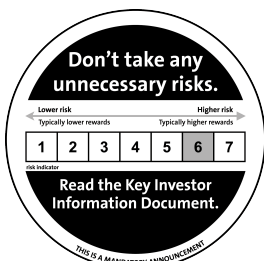 Don’t take any
unnecessary risks.
Lower risk Higher risk
Typically lower rewards Typically higher rewards
1 2 3 4 5 6 7
risk indicator
Read the Key Investor
Information Document.
THIS IS A MANDATORY ANNOUNCEMENT